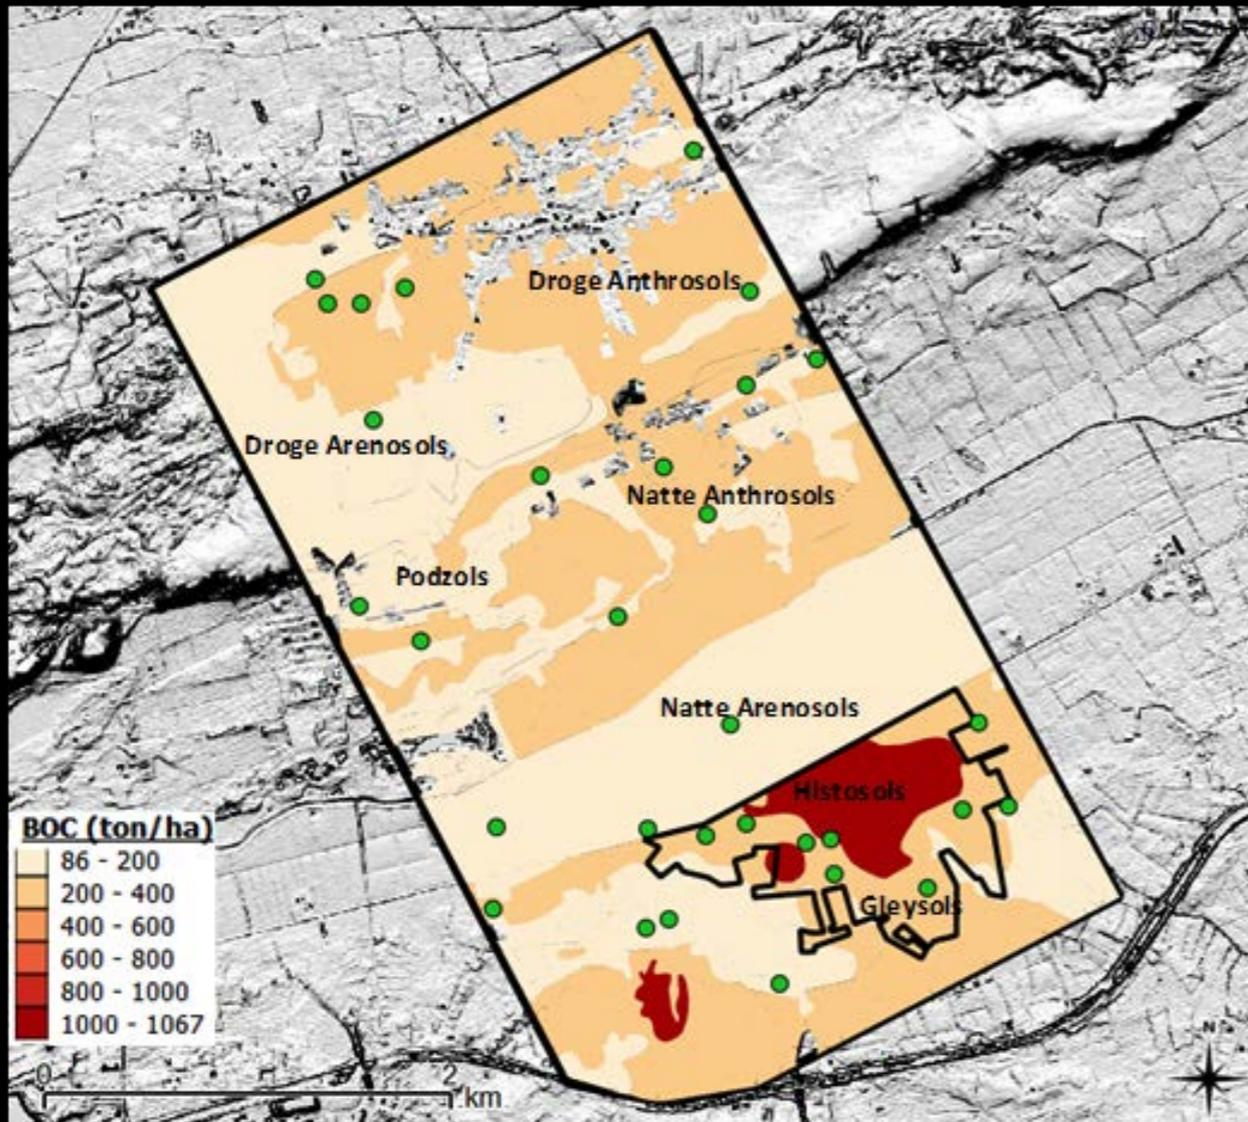 Droge Anthrosols
Droge Arenosols
Natte Anthrosols
Podzols
Natte Arenosols
Histosols
Gleysols
BOC (ton/ha)
86 - 200
200 - 400
400 - 600
600 - 800
800 - 1000
1000 - 1067
0 2 km
N